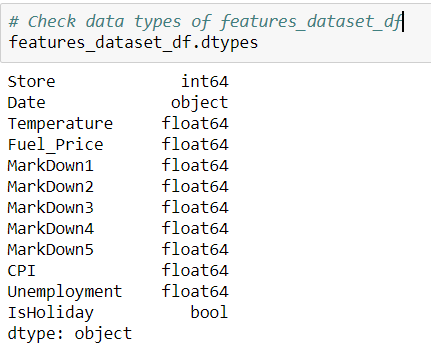 # Check data types of features_dataset_df
features_dataset_df.dtypes
Store int64
Date object
Temperature float64
Fuel_Price float64
MarkDown1 float64
MarkDown2 float64
MarkDown3 float64
MarkDown4 float64
MarkDown5 float64
CPI float64
Unemployment float64
IsHoliday bool
dtype: object